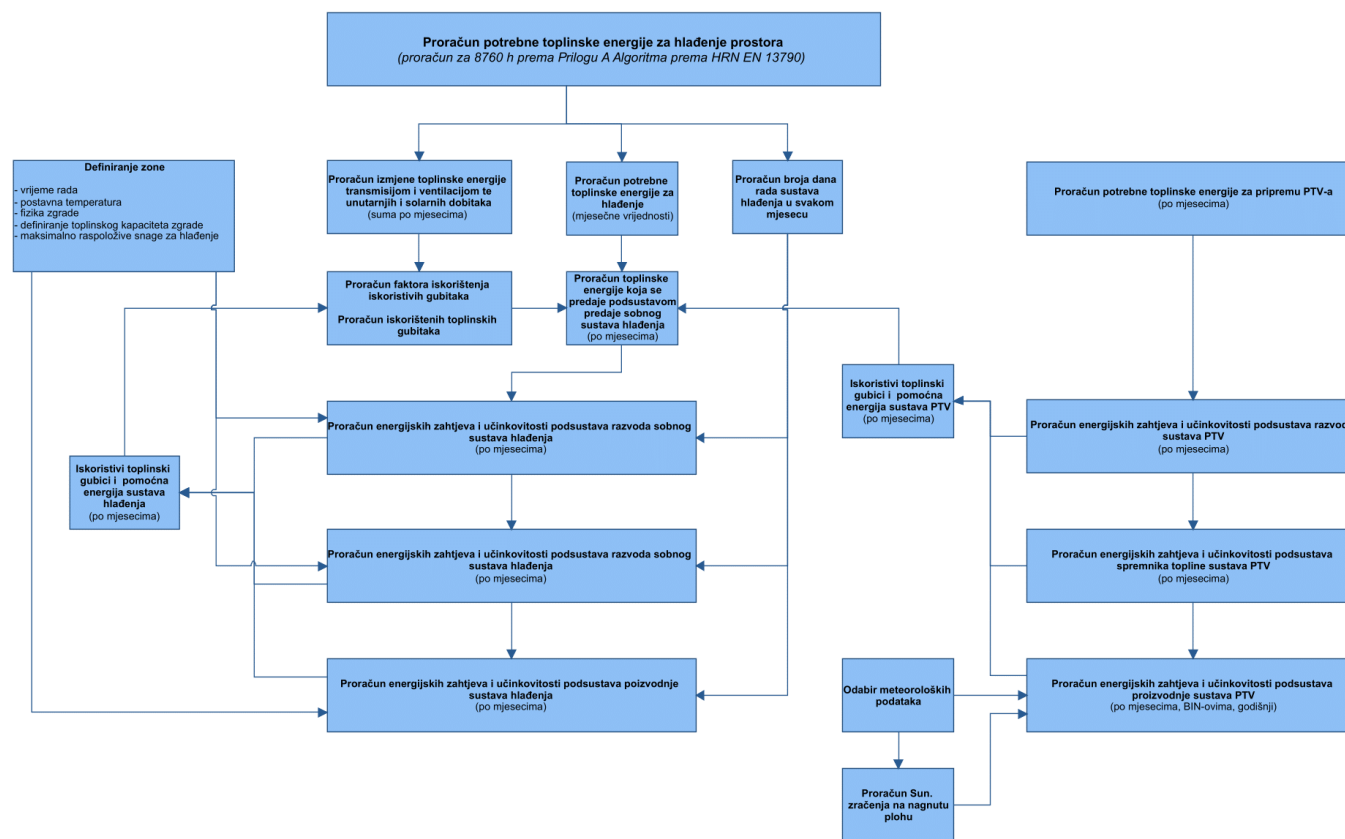 Proračun potrebne toplinske energije za hlađenje prostora
(proračun za 8760 h prema Prilogu A Algoritma prema HRN EN 13790)
Definiranje zone
- vrijeme rada
- postavna temperatura
- fizika zgrade
- definiranje toplinskog kapaciteta zgrade
- maksimalno raspoložive snage za hlađenje
Proračun izmjene toplinske energije
transmisijom i ventilacijom te
unutarnjih i solarnih dobitaka
(suma po mjesecima)
Proračun potrebne
toplinske energije za
hlađenje
(mjesečne vrijednosti)
Proračun broja dana
rada sustava
hlađenja u svakom
mjesecu
Proračun potrebne toplinske energije za pripremu PTV-a
(po mjesecima)
Proračun faktora iskorištenja
iskoristivih gubitaka
Proračun iskorištenih toplinskih
gubitaka
Proračun toplinske
energije koja se
predaje podsustavom
predaje sobnog
sustava hlađenja
(po mjesecima)
Iskoristivi toplinski
gubici i  pomoćna
energija sustava PTV
(po mjesecima)
Proračun energijskih zahtjeva i učinkovitosti podsustava razvoda sobnog
sustava hlađenja
(po mjesecima)
Proračun energijskih zahtjeva i učinkovitosti podsustava razvoda
sustava PTV
(po mjesecima)
Iskoristivi toplinski
gubici i  pomoćna
energija sustava
hlađenja
(po mjesecima)
Proračun energijskih zahtjeva i učinkovitosti podsustava razvoda sobnog
hlađenja
(po mjesecima)
Proračun energijskih zahtjeva i učinkovitosti podsustava
spremnika topline sustava PTV
(po mjesecima)
Proračun energijskih zahtjeva i učinkovitosti podsustava poizvodnje
sustava hlađenja
(po mjesecima)
Odabir meteoroloških
podataka
Proračun energijskih zahtjeva i učinkovitosti podsustava
proizvodnje sustava PTV
(po mjesecima, BIN-ovima, godišnji)
Proračun Sun.
zračenja na nagnutu
plohu